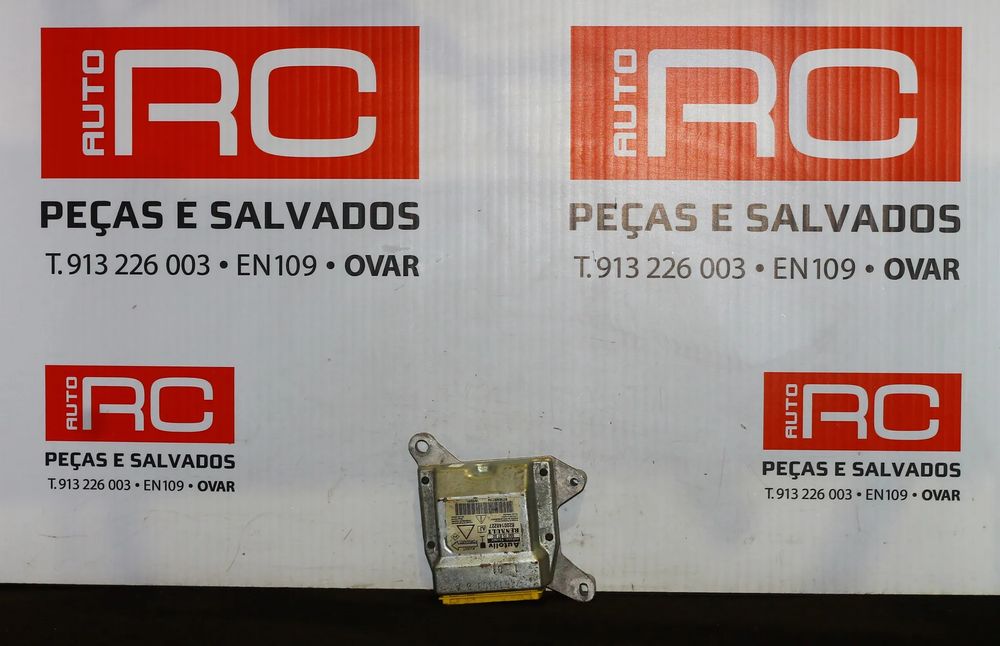 AUTO RC
PEÇAS E SALVADOS
T. 913 226 003 • EN109 • OVAR
AUTO RC
PEÇAS E SALVADOS
T. 913 226 003 • EN109 • OVAR
AUTO RC
PEÇAS E SALVADOS
T. 913 226 003 • EN109 • OVAR
AUTO RC
PEÇAS E SALVADOS
T. 913 226 003 • EN109 • OVAR
Autoliv
RENAULT
8200148227